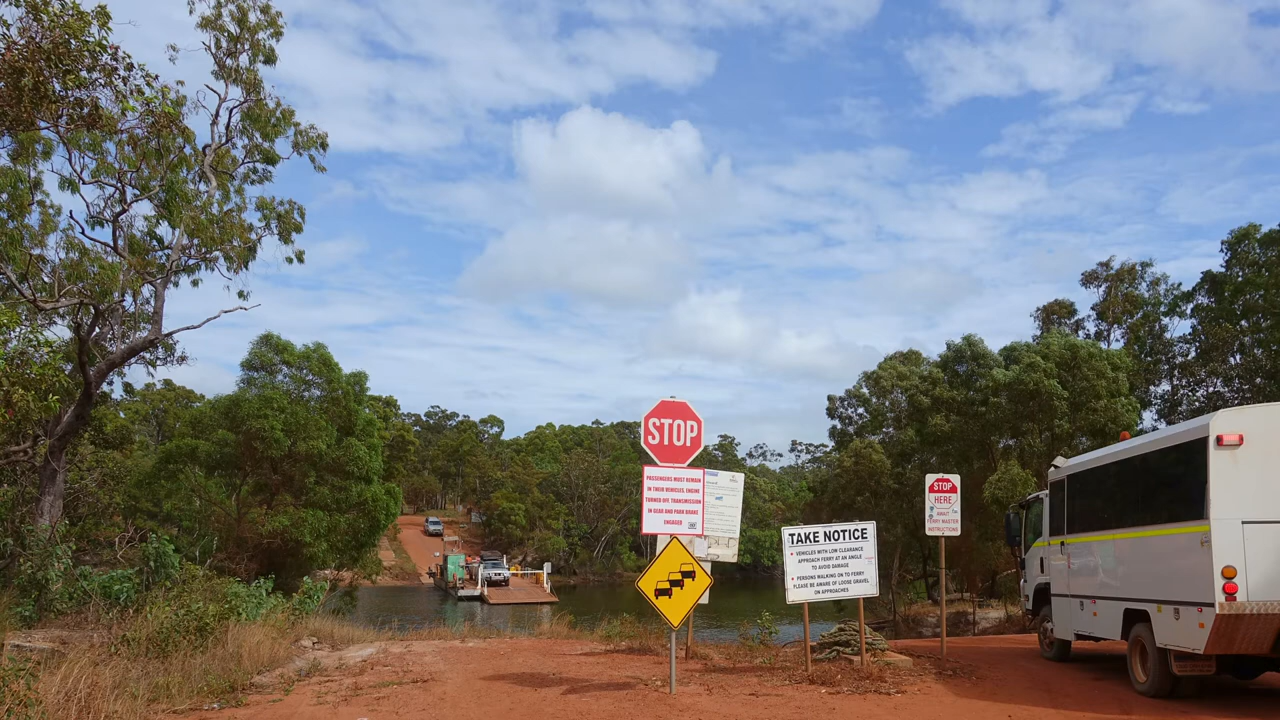 STOP
PASSENGERS MUST REMAIN
IN THEIR VEHICLES, ENGINE
TURNED OFF, TRANSMISSION
IN GEAR AND PARK BRAKE
ENGAGED
TAKE NOTICE
• VEHICLES WITH LOW CLEARANCE
APPROACH FERRY AT AN ANGLE
TO AVOID DAMAGE
• PERSONS WALKING ON TO FERRY
PLEASE BE AWARE OF LOOSE GRAVEL
ON APPROACHES
STOP
HERE
AWAIT
FERRY MASTER
INSTRUCTIONS